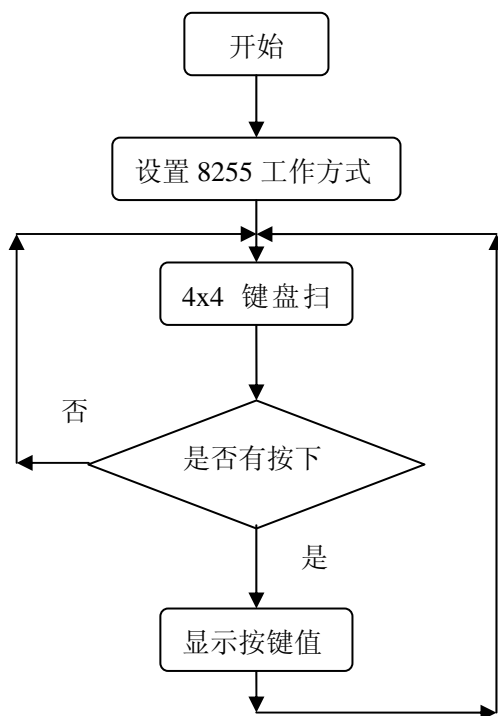 开始
设置 8255 工作方式
4x4 键盘扫
否
是否有按下
是
显示按键值